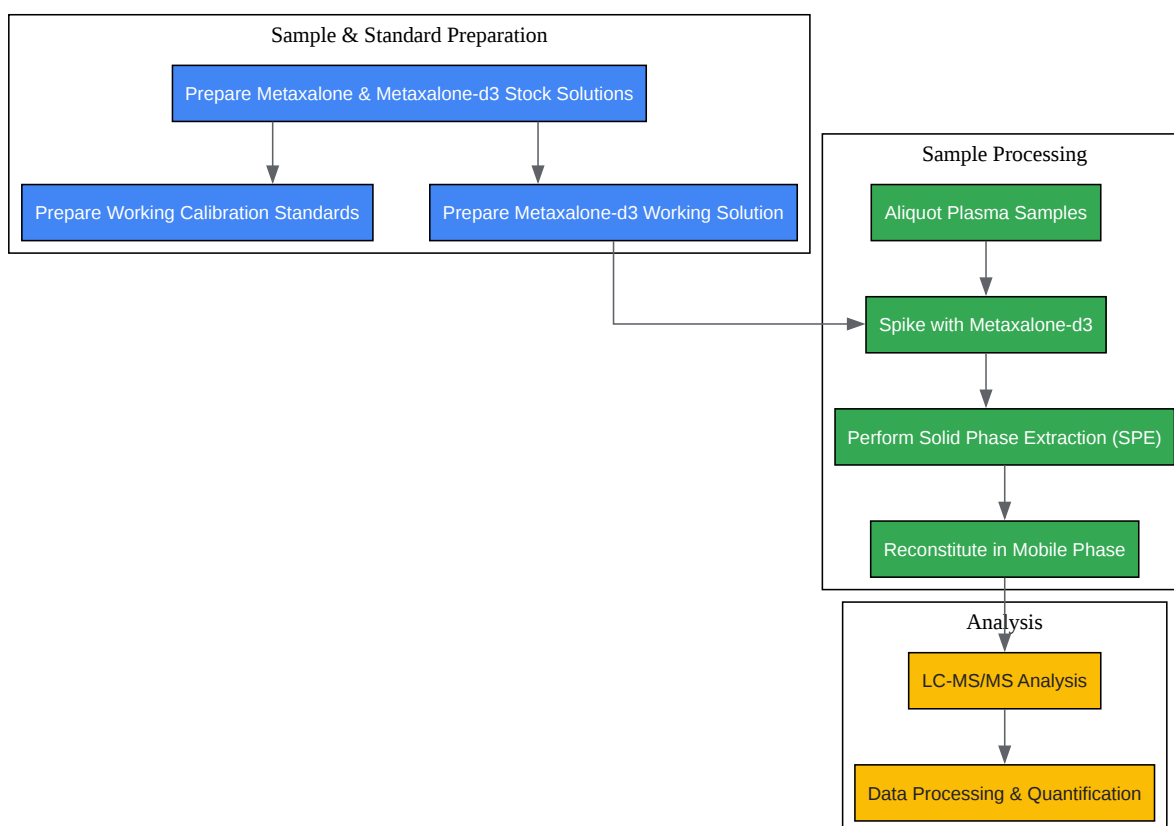 Sample & Standard Preparation
Prepare Metaxalone & Metaxalone-d3 Stock Solutions
Prepare Working Calibration Standards
Prepare Metaxalone-d3 Working Solution
Sample Processing
Aliquot Plasma Samples
Spike with Metaxalone-d3
Perform Solid Phase Extraction (SPE)
Reconstitute in Mobile Phase
Analysis
LC-MS/MS Analysis
Data Processing & Quantification